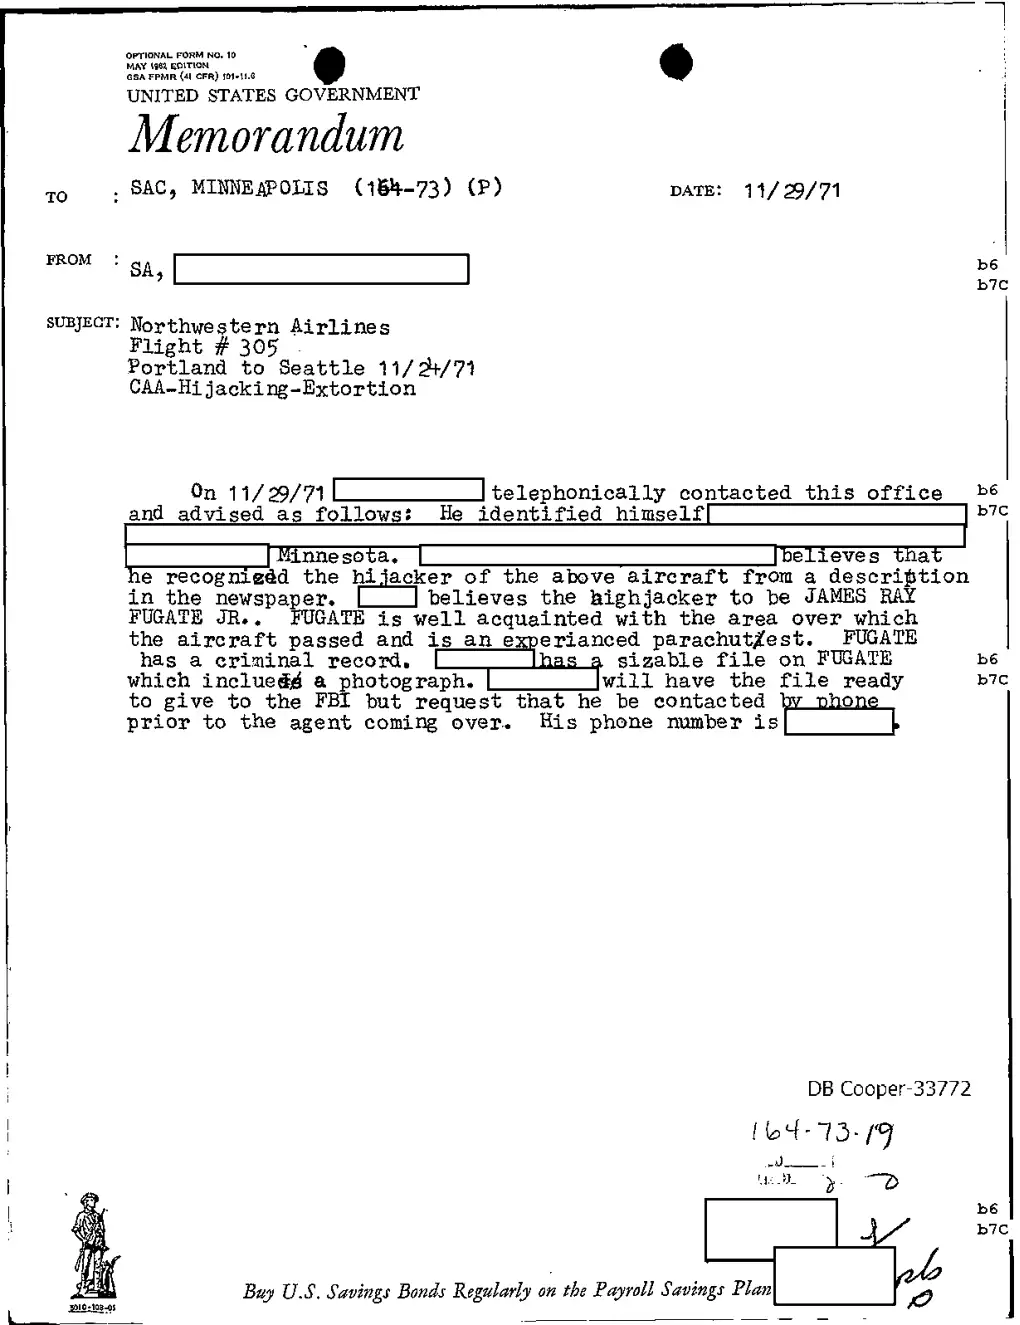 OPTIONAL FORM NO. 10
MAY 1962 EDITION
GSA FPMR (41 CFR) 101-11.6
UNITED STATES GOVERNMENT
Memorandum
TO : SAC, MINNEAPOLIS (164-73) (P) DATE: 11/29/71
FROM : SA, b6
b7C
SUBJECT: Northwestern Airlines
Flight # 305
Portland to Seattle 11/24/71
CAA-Hijacking-Extortion
On 11/29/71 telephonically contacted this office b6
and advised as follows: He identified himself b7C
Minnesota. believes that
he recognized the hijacker of the above aircraft from a description
in the newspaper. believes the highjacker to be JAMES RAY
FUGATE JR.. FUGATE is well acquainted with the area over which
the aircraft passed and is an experianced parachutest. FUGATE
has a criminal record. has a sizable file on FUGATE b6
which includes a photograph. will have the file ready b7C
to give to the FBI but request that he be contacted by phone
prior to the agent coming over. His phone number is .
DB Cooper-33772
164-73-19
b6
b7C
Buy U.S. Savings Bonds Regularly on the Payroll Savings Plan
5010-108-01